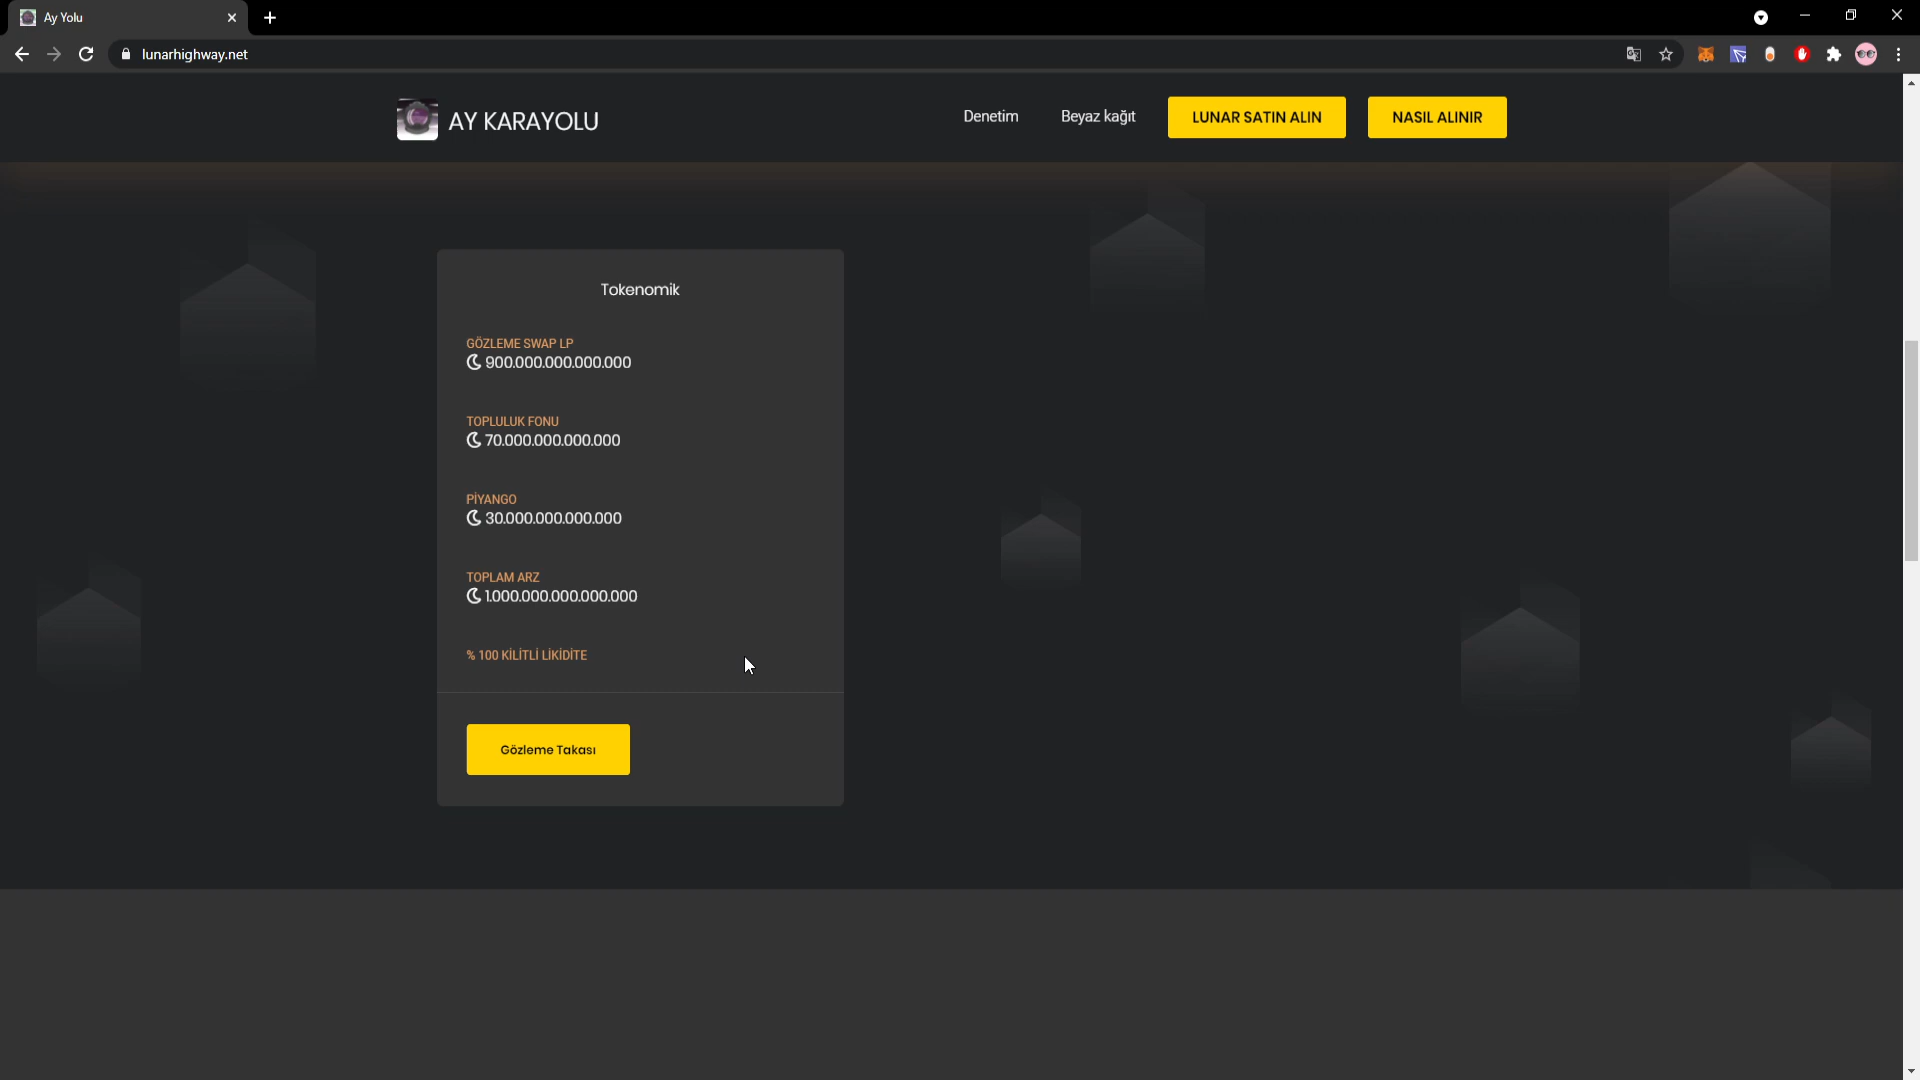 Ay Yolu
lunarhighway.net
AY KARAYOLU
Denetim
Beyaz kağıt
LUNAR SATIN ALIN
NASIL ALINIR
Tokenomik
GÖZLEME SWAP LP
900.000.000.000.000
TOPLULUK FONU
70.000.000.000.000
PİYANGO
30.000.000.000.000
TOPLAM ARZ
1.000.000.000.000.000
% 100 KİLİTLİ LİKİDİTE
Gözleme Takası